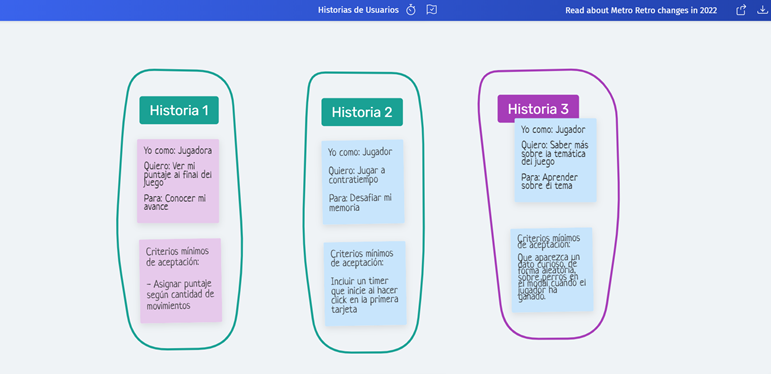 Historias de Usuarios
Read about Metro Retro changes in 2022
Historia 1
Yo como: Jugadora
Quiero: Ver mi
puntaje al final del
juego
Para: Conocer mi
avance
Criterios mínimos
de aceptación:
- Asignar puntaje
según cantidad de
movimientos
Historia 2
Yo como: Jugador
Quiero: Jugar a
contratiempo
Para: Desafiar mi
memoria
Criterios mínimos
de aceptación:
Incluir un timer
que inicie al hacer
click en la primera
tarjeta
Historia 3
Yo como: Jugador
Quiero: Saber más
sobre la temática
del juego
Para: Aprender
sobre el tema
Criterios mínimos
de aceptación:
Que aparezca un
dato curioso, de
forma aleatoria,
sobre perros en
el modal cuando el
jugador ha
ganado.